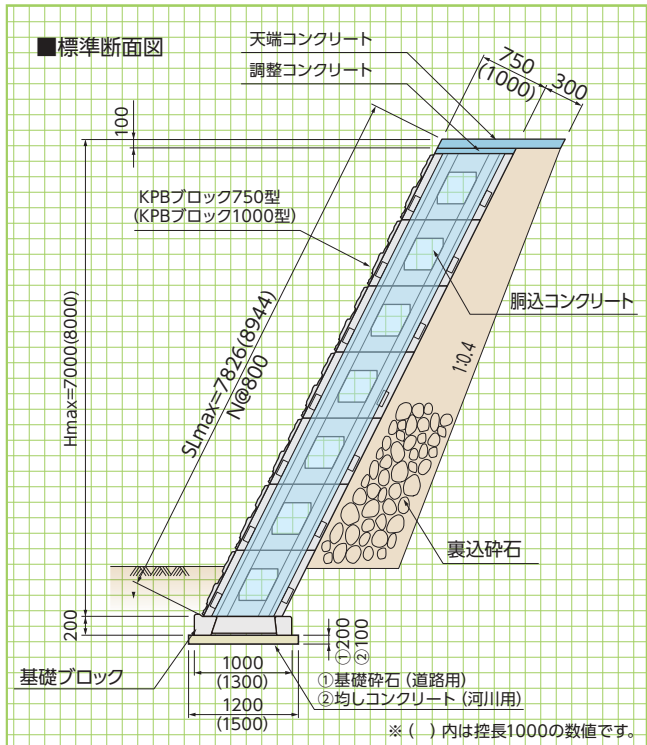 ■標準断面図
天端コンクリート
調整コンクリート
750
(1000)
300
100
KPBブロック750型
(KPBブロック1000型)
胴込コンクリート
Hmax=7000(8000)
SLmax=7826(8944)
N@800
1:0.4
裏込砕石
200
基礎ブロック
1000
(1300)
1200
(1500)
①200
②100
①基礎砕石(道路用)
②均しコンクリート(河川用)
※( )内は控長1000の数値です。